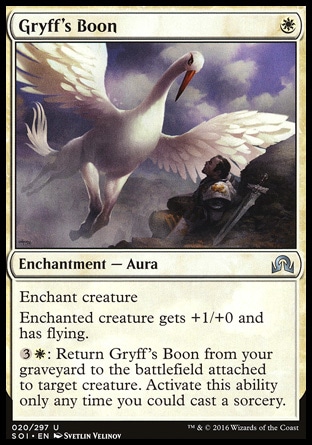 Gryff's Boon
Enchantment — Aura
Enchant creature
Enchanted creature gets +1/+0 and
has flying.
3: Return Gryff's Boon from your
graveyard to the battlefield attached
to target creature. Activate this ability
only any time you could cast a sorcery.
020/297 U
SOI • EN Svetlin Velinov
™ & © 2016 Wizards of the Coast